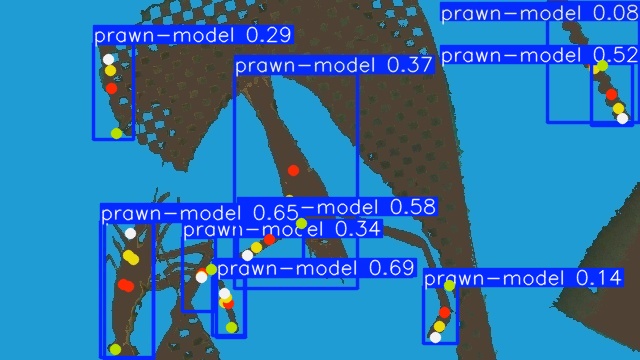 prawn-model 0.08
prawn-model 0.29
prawn-model 0.52
prawn-model 0.37
prawn-model 0.65
prawn-model 0.58
prawn-model 0.34
prawn-model 0.69
prawn-model 0.14